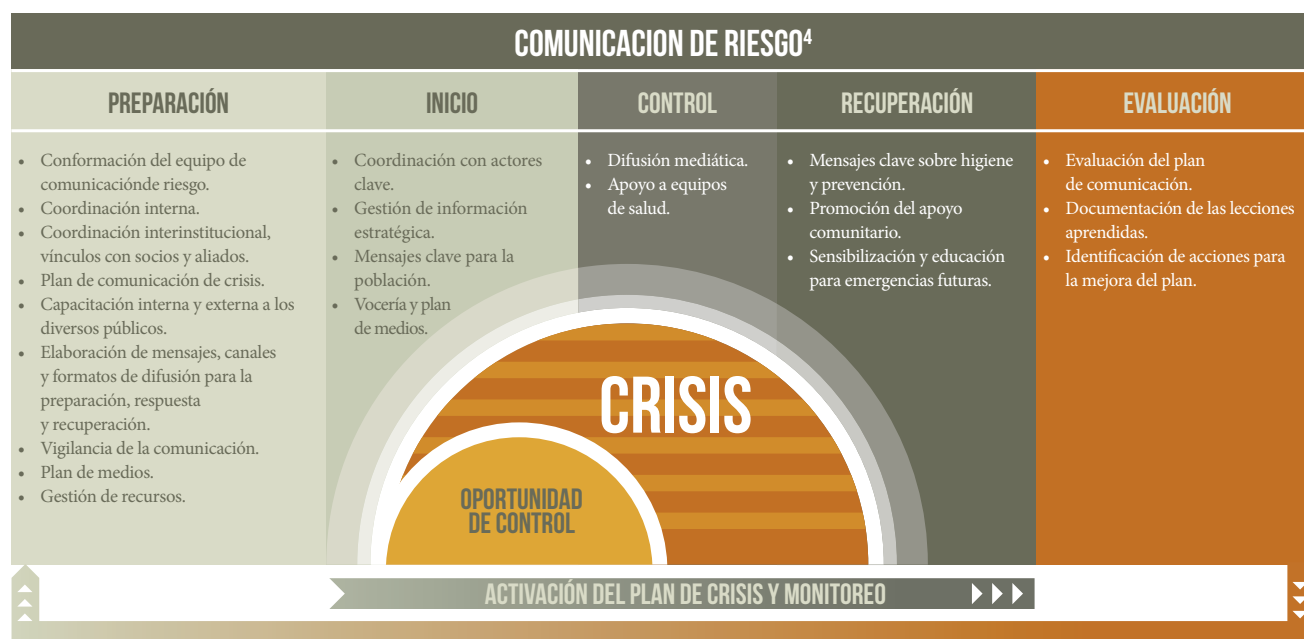 COMUNICACION DE RIESGO4
PREPARACIÓN
• Conformación del equipo de
comunicaciónde riesgo.
• Coordinación interna.
• Coordinación interinstitucional,
vínculos con socios y aliados.
• Plan de comunicación de crisis.
• Capacitación interna y externa a los
diversos públicos.
• Elaboración de mensajes, canales
y formatos de difusión para la
preparación, respuesta
y recuperación.
• Vigilancia de la comunicación.
• Plan de medios.
• Gestión de recursos.
INICIO
• Coordinación con actores
clave.
• Gestión de información
estratégica.
• Mensajes clave para la
población.
• Vocería y plan
de medios.
CONTROL
• Difusión mediática.
• Apoyo a equipos
de salud.
RECUPERACIÓN
• Mensajes clave sobre higiene
y prevención.
• Promoción del apoyo
comunitario.
• Sensibilización y educación
para emergencias futuras.
EVALUACIÓN
• Evaluación del plan
de comunicación.
• Documentación de las lecciones
aprendidas.
• Identificación de acciones para
la mejora del plan.
CRISIS
OPORTUNIDAD
DE CONTROL
ACTIVACIÓN DEL PLAN DE CRISIS Y MONITOREO